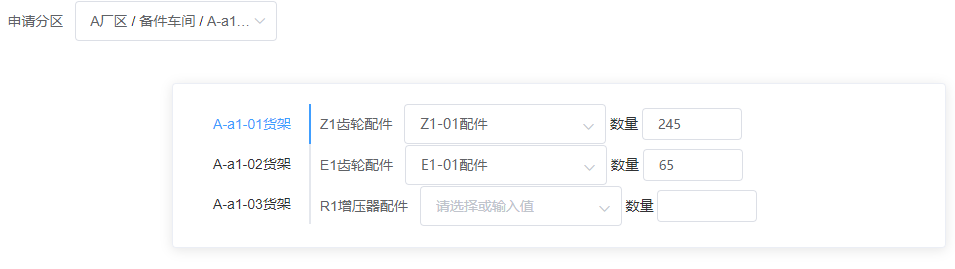 申请分区 A厂区 / 备件车间 / A-a1...
A-a1-01货架 Z1齿轮配件 Z1-01配件 数量 245
A-a1-02货架 E1齿轮配件 E1-01配件 数量 65
A-a1-03货架 R1增压器配件 请选择或输入值 数量